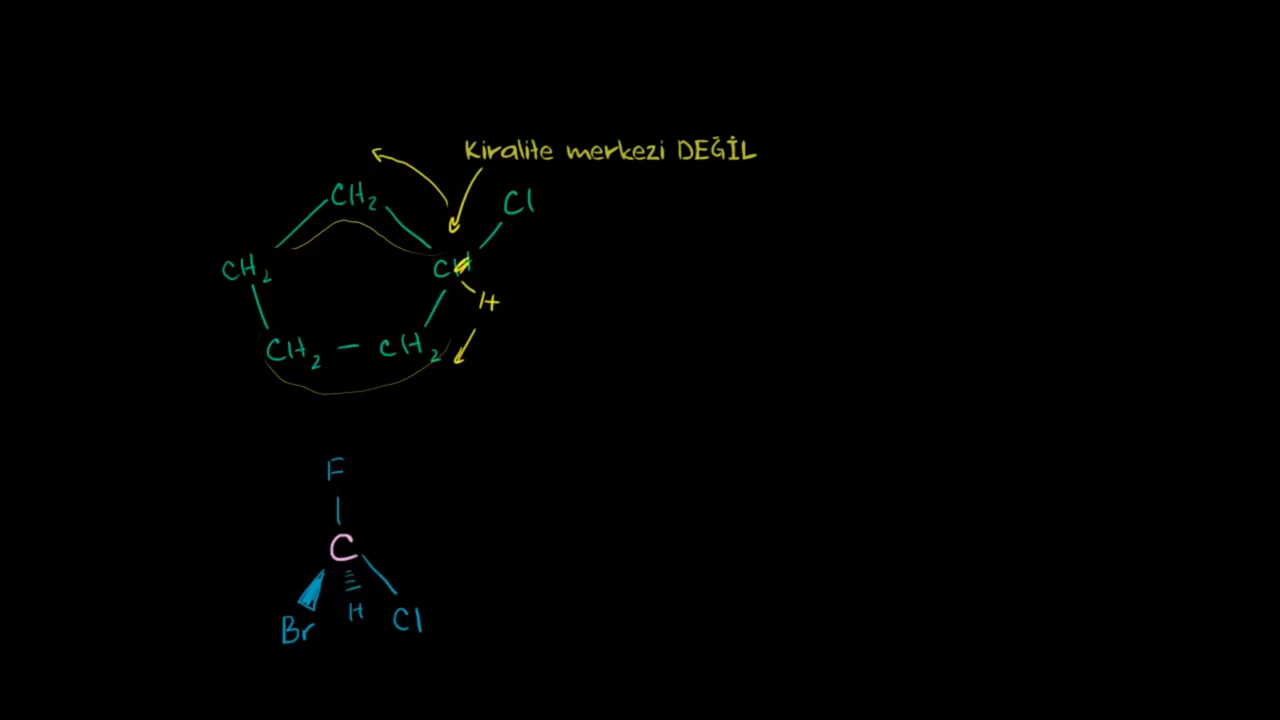 Kiralite merkezi DEĞİL
CH₂ Cl
CH₂ CH
H
CH₂ — CH₂
F
C
Br H Cl